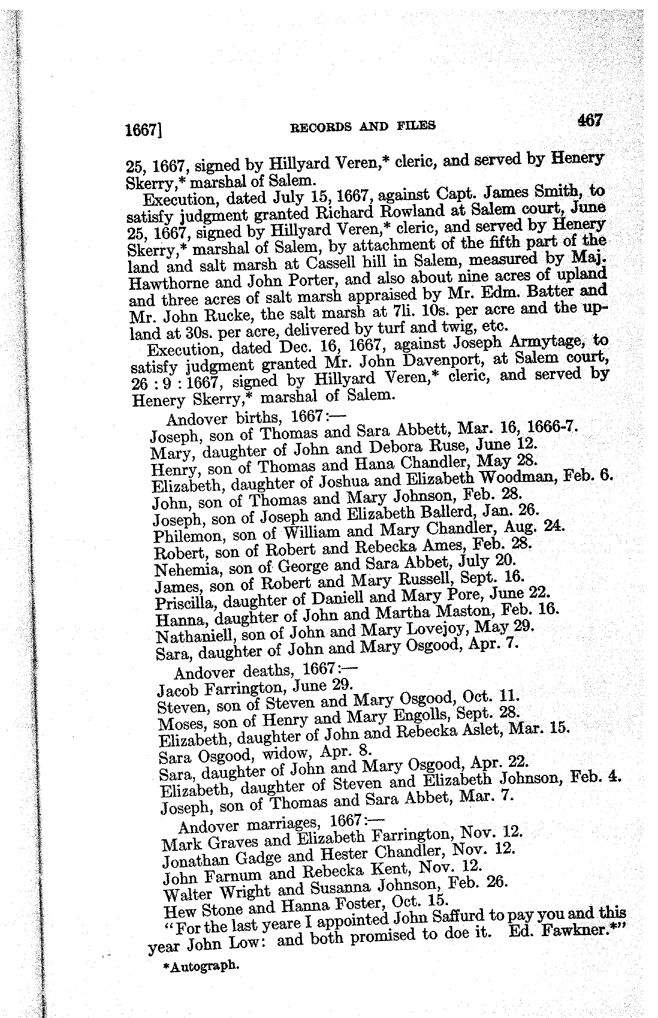 1667] RECORDS AND FILES 467
25, 1667, signed by Hillyard Veren,* cleric, and served by Henery
Skerry,* marshal of Salem.
Execution, dated July 15, 1667, against Capt. James Smith, to
satisfy judgment granted Richard Rowland at Salem court, June
25, 1667, signed by Hillyard Veren,* cleric, and served by Henery
Skerry,* marshal of Salem, by attachment of the fifth part of the
land and salt marsh at Cassell hill in Salem, measured by Maj.
Hawthorne and John Porter, and also about nine acres of upland
and three acres of salt marsh appraised by Mr. Edm. Batter and
Mr. John Rucke, the salt marsh at 7li. 10s. per acre and the up-
land at 30s. per acre, delivered by turf and twig, etc.
Execution, dated Dec. 16, 1667, against Joseph Armytage, to
satisfy judgment granted Mr. John Davenport, at Salem court,
26 : 9 : 1667, signed by Hillyard Veren,* cleric, and served by
Henery Skerry,* marshal of Salem.
Andover births, 1667:—
Joseph, son of Thomas and Sara Abbett, Mar. 16, 1666-7.
Mary, daughter of John and Debora Ruse, June 12.
Henry, son of Thomas and Hana Chandler, May 28.
Elizabeth, daughter of Joshua and Elizabeth Woodman, Feb. 6.
John, son of Thomas and Mary Johnson, Feb. 28.
Joseph, son of Joseph and Elizabeth Ballerd, Jan. 26.
Philemon, son of William and Mary Chandler, Aug. 24.
Robert, son of Robert and Rebecka Ames, Feb. 28.
Nehemia, son of George and Sara Abbet, July 20.
James, son of Robert and Mary Russell, Sept. 16.
Priscilla, daughter of Daniell and Mary Pore, June 22.
Hanna, daughter of John and Martha Maston, Feb. 16.
Nathaniell, son of John and Mary Lovejoy, May 29.
Sara, daughter of John and Mary Osgood, Apr. 7.
Andover deaths, 1667:—
Jacob Farrington, June 29.
Steven, son of Steven and Mary Osgood, Oct. 11.
Moses, son of Henry and Mary Engolls, Sept. 28.
Elizabeth, daughter of John and Rebecka Aslet, Mar. 15.
Sara Osgood, widow, Apr. 8.
Sara, daughter of John and Mary Osgood, Apr. 22.
Elizabeth, daughter of Steven and Elizabeth Johnson, Feb. 4.
Joseph, son of Thomas and Sara Abbet, Mar. 7.
Andover marriages, 1667:—
Mark Graves and Elizabeth Farrington, Nov. 12.
Jonathan Gadge and Hester Chandler, Nov. 12.
John Farnum and Rebecka Kent, Nov. 12.
Walter Wright and Susanna Johnson, Feb. 26.
Hew Stone and Hanna Foster, Oct. 15.
"For the last yeare I appointed John Saffurd to pay you and this
year John Low: and both promised to doe it. Ed. Fawkner.*"
*Autograph.